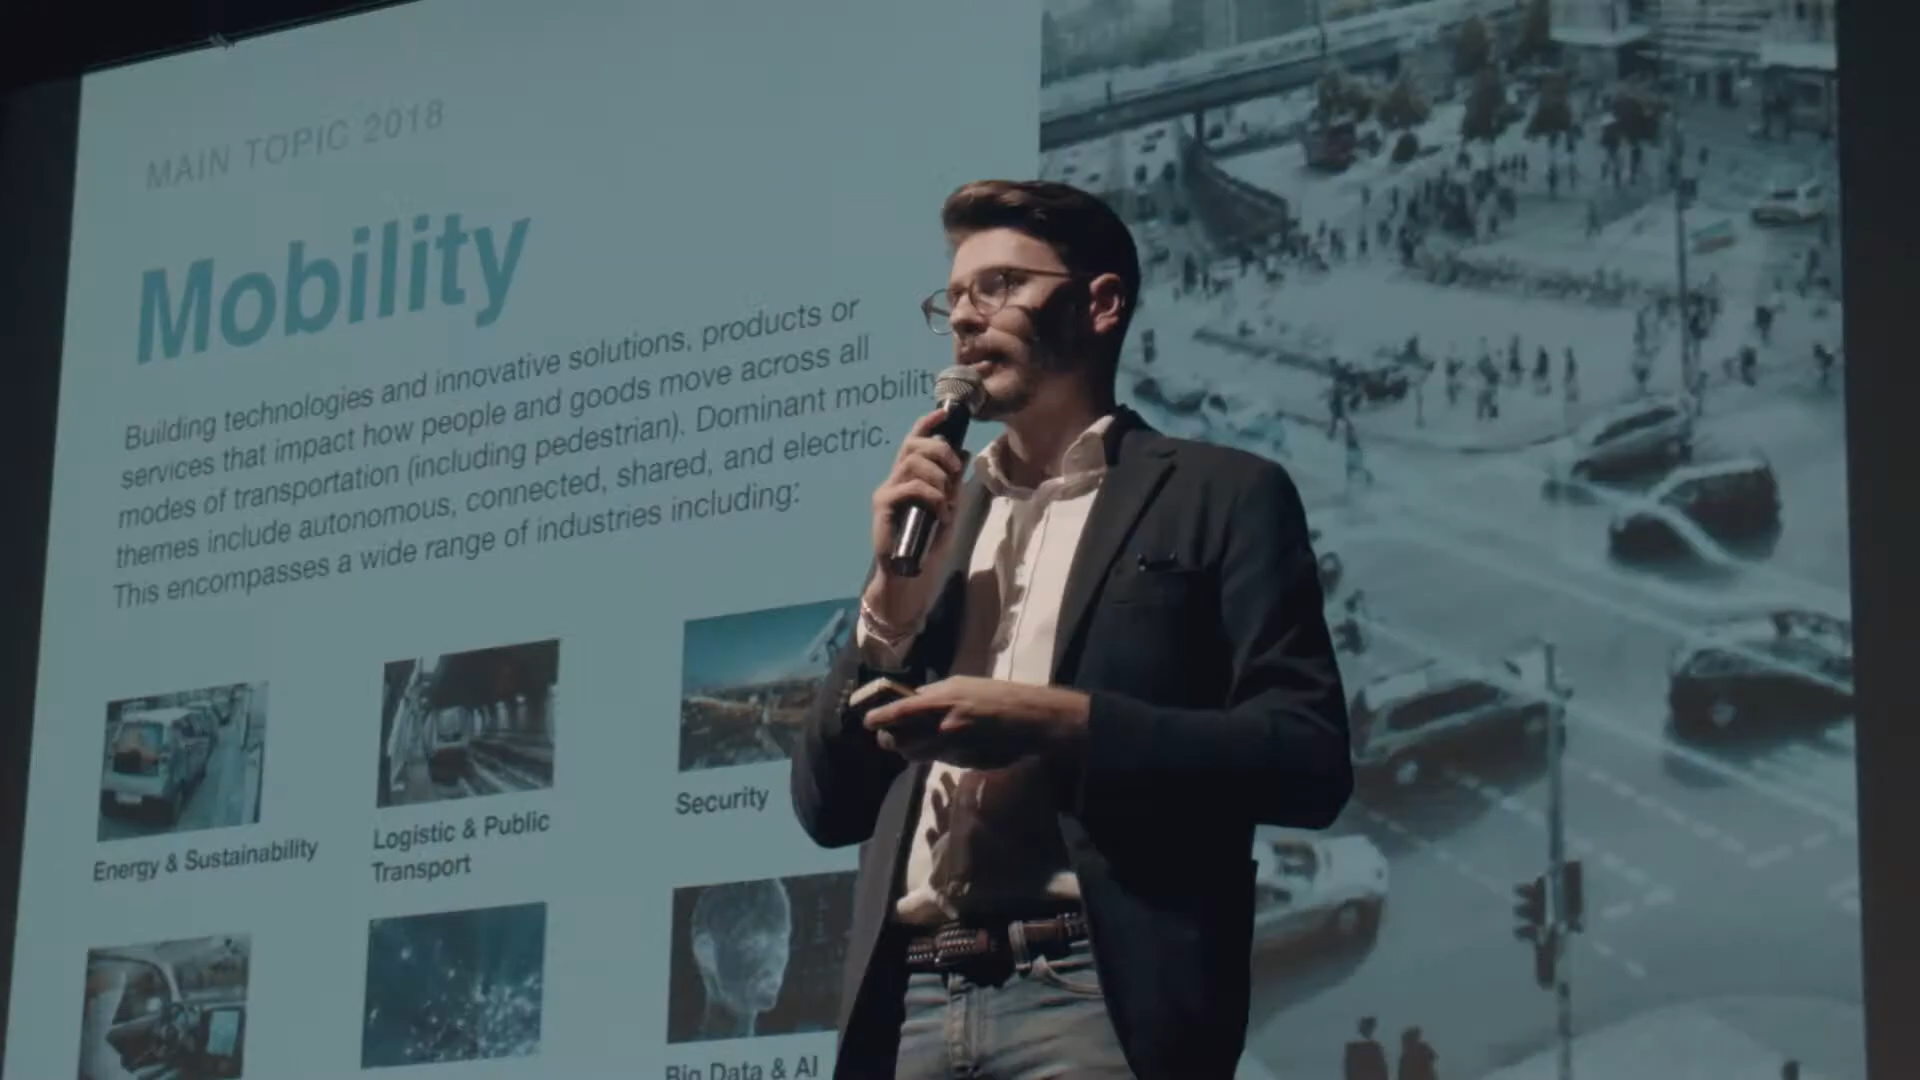 MAIN TOPIC 2018
Mobility
Building technologies and innovative solutions, products or
services that impact how people and goods move across all
modes of transportation (including pedestrian). Dominant mobility
themes include autonomous, connected, shared, and electric.
This encompasses a wide range of industries including:
Energy & Sustainability
Logistic & Public
Transport
Security
Big Data & AI